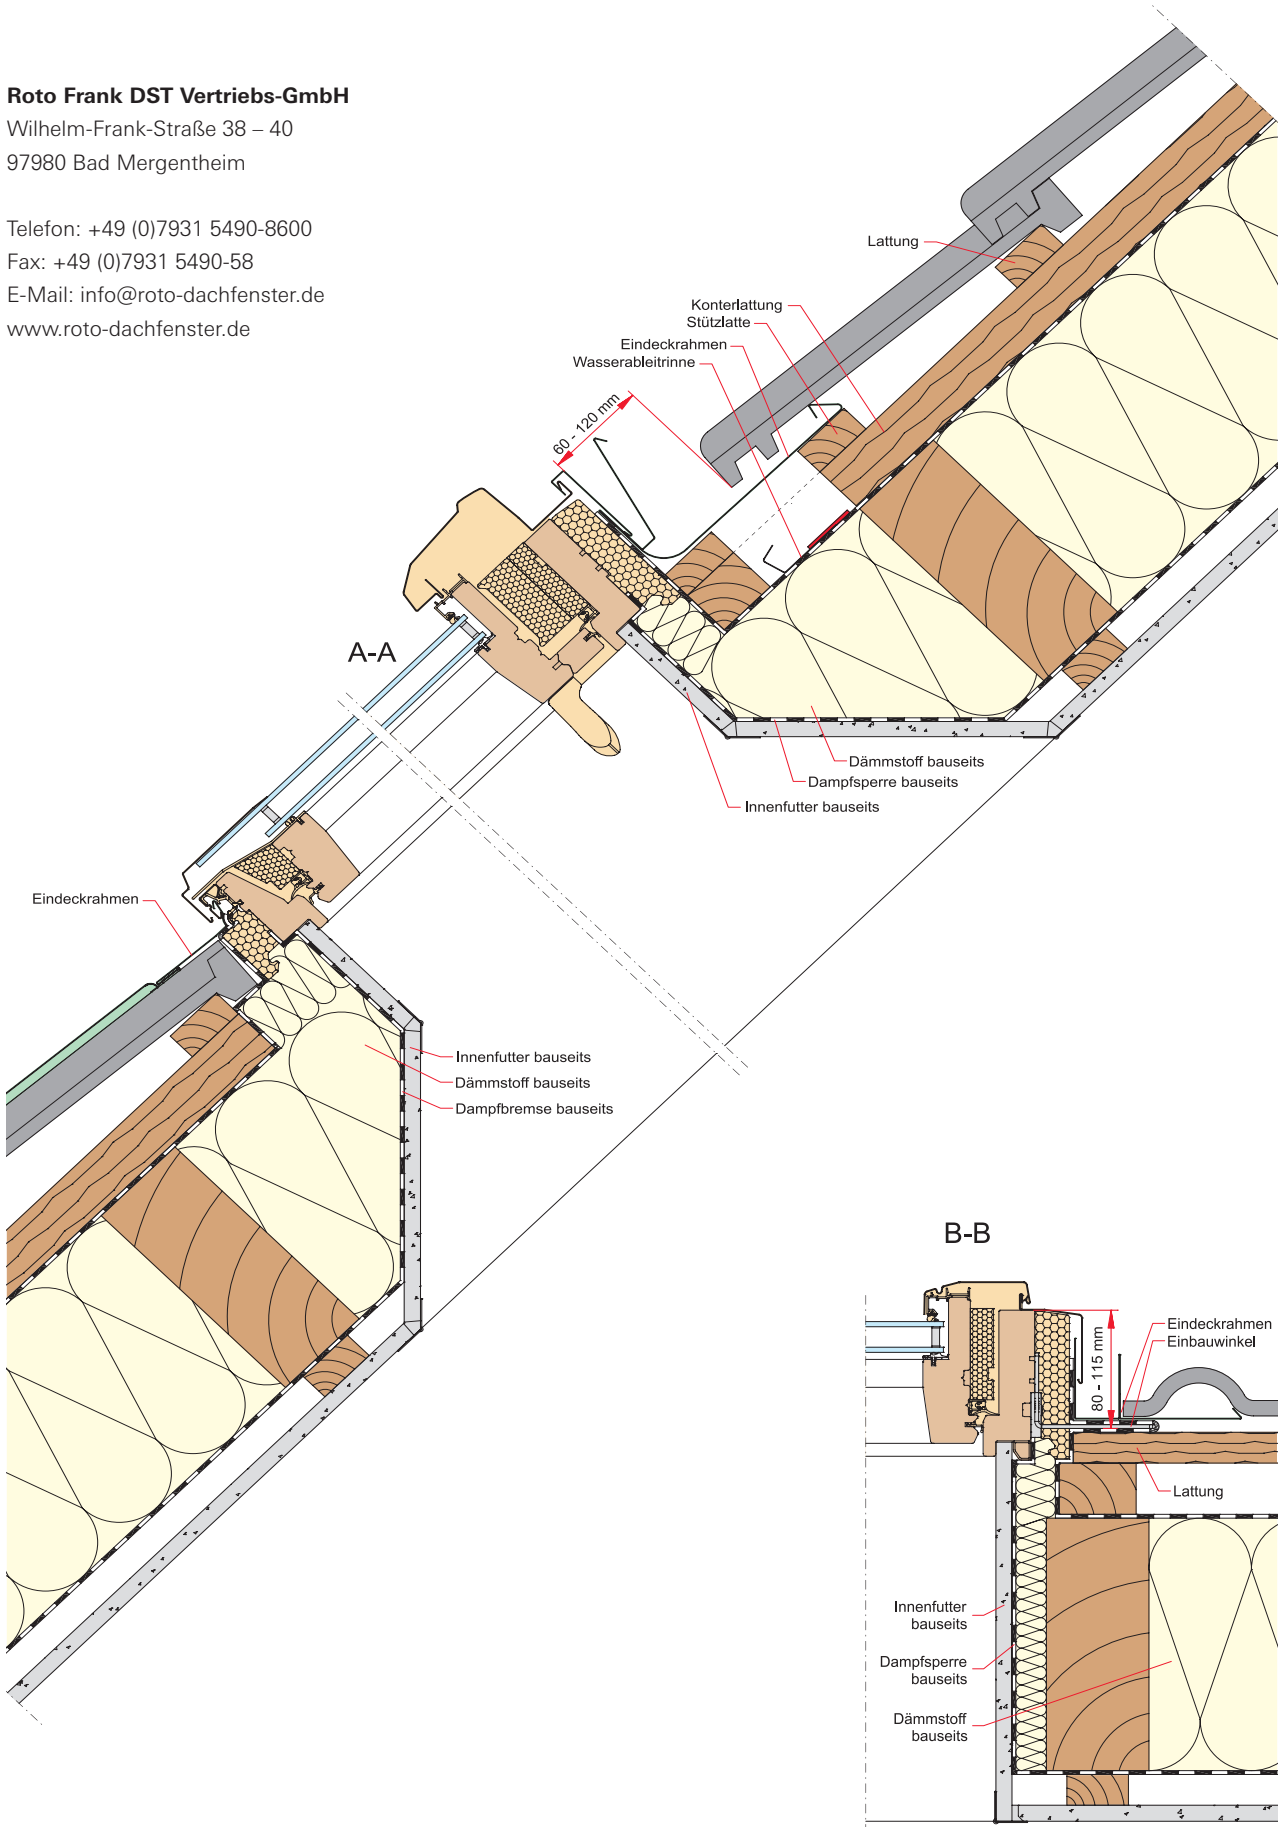 Roto Frank DST Vertriebs-GmbH
Wilhelm-Frank-Straße 38 – 40
97980 Bad Mergentheim
Telefon: +49 (0)7931 5490-8600
Fax: +49 (0)7931 5490-58
E-Mail: info@roto-dachfenster.de
www.roto-dachfenster.de
Lattung
Konterlattung
Stützlatte
Eindeckrahmen
Wasserableitrinne
60 - 120 mm
A-A
Dämmstoff bauseits
Dampfsperre bauseits
Innenfutter bauseits
Eindeckrahmen
Innenfutter bauseits
Dämmstoff bauseits
Dampfbremse bauseits
B-B
80 - 115 mm
Eindeckrahmen
Einbauwinkel
Lattung
Innenfutter
bauseits
Dampfsperre
bauseits
Dämmstoff
bauseits